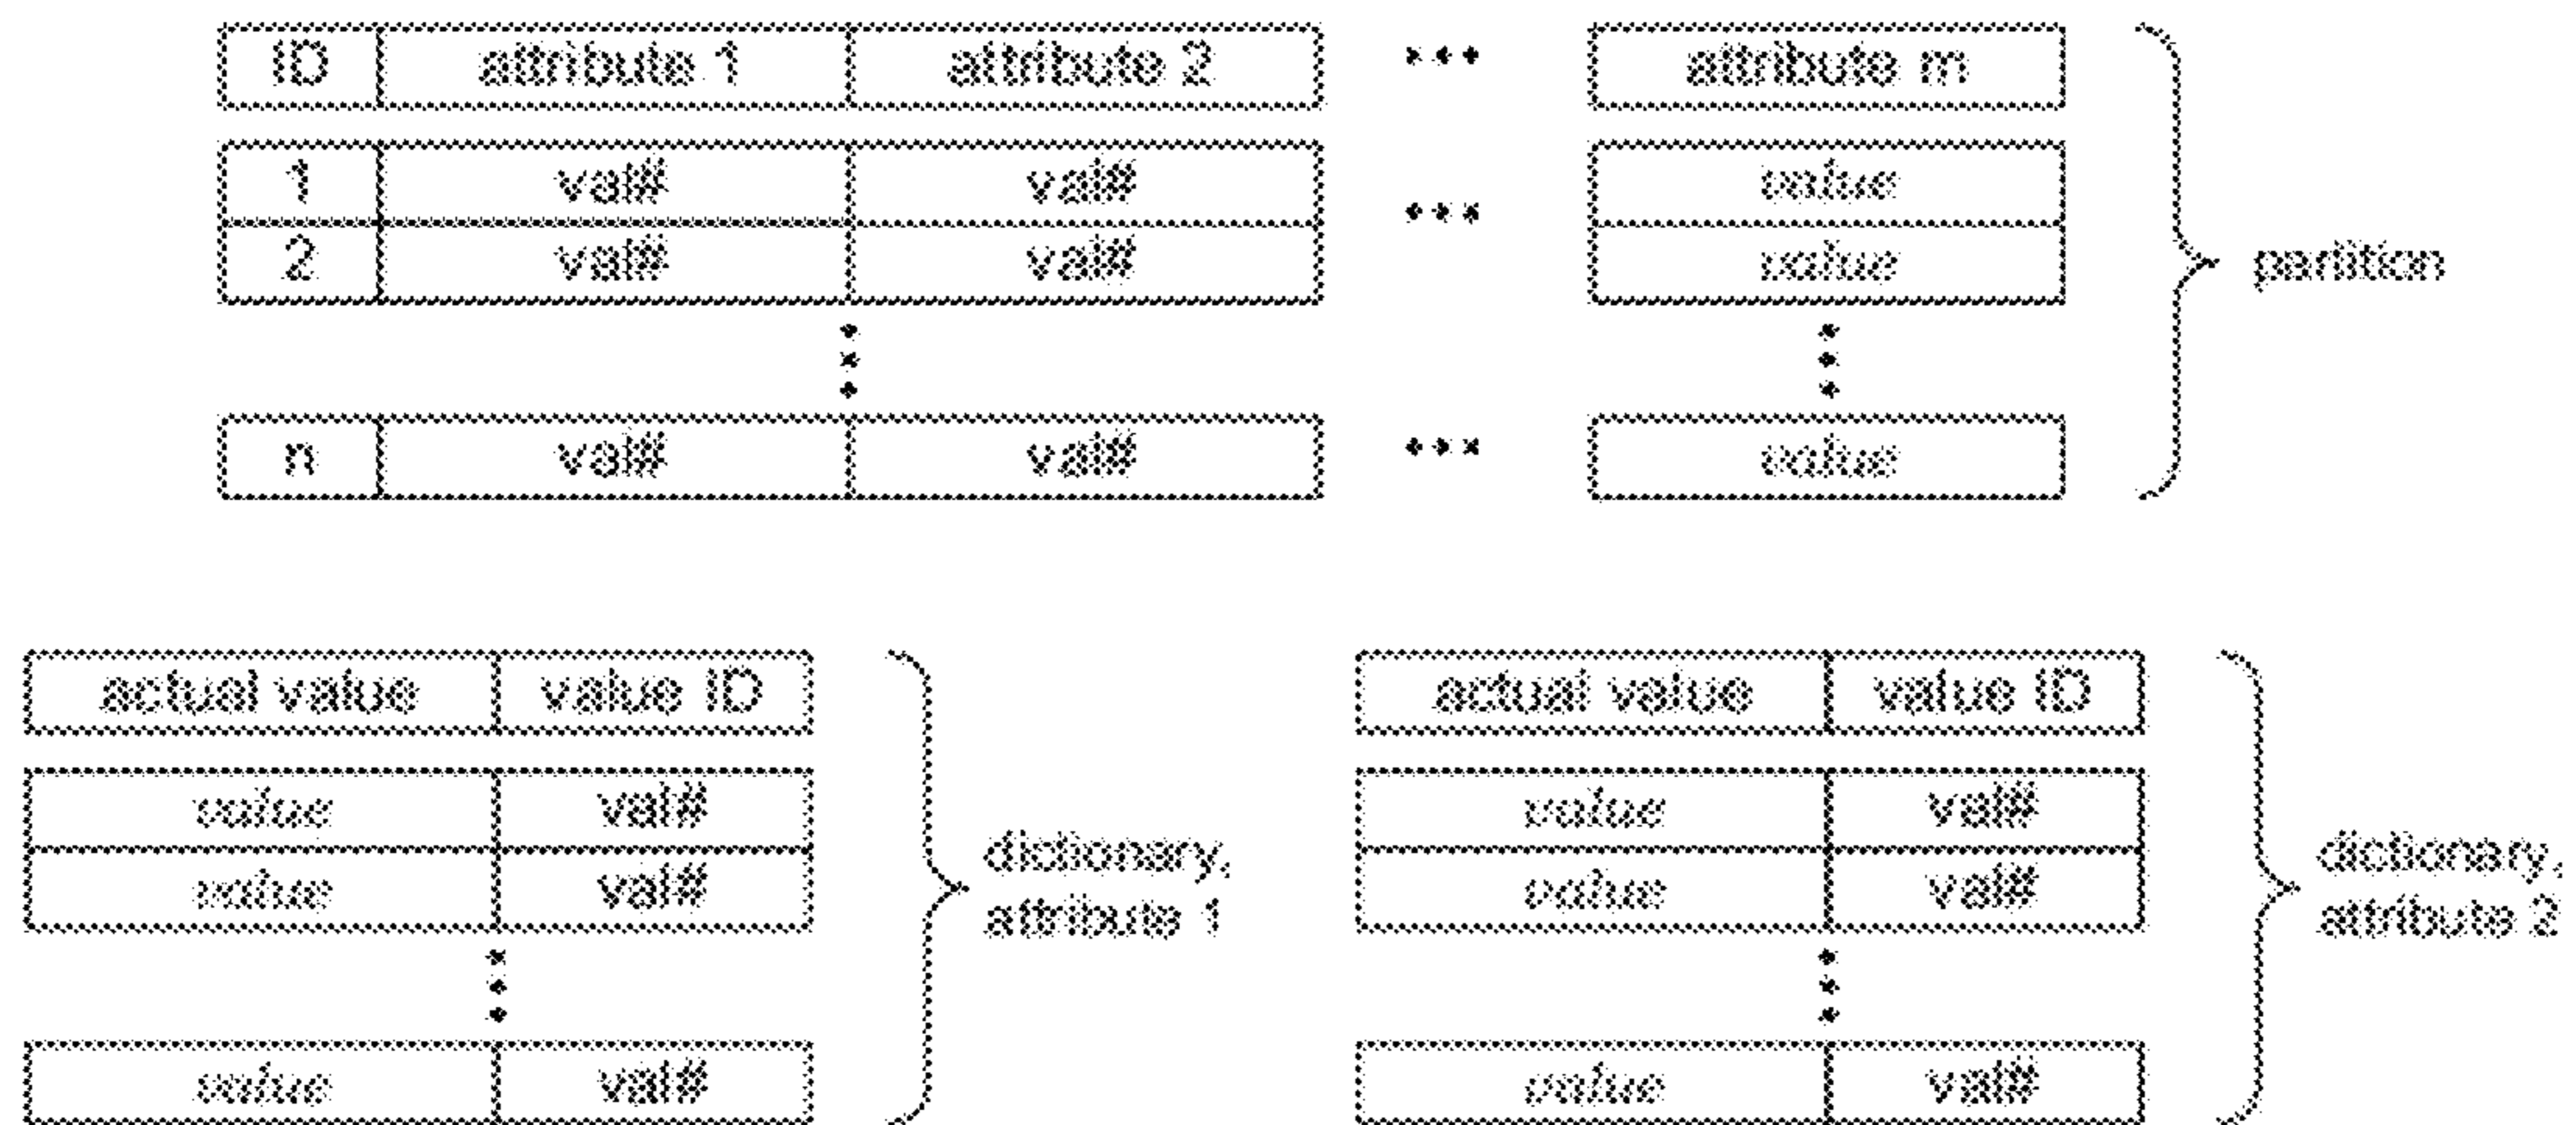 ID attribute 1 attribute 2 ••• attribute m
1 val# val# ••• value
2 val# val# value
partition
n val# val# ••• value
actual value value ID
value val#
value val#
value val#
dictionary,
attribute 1
actual value value ID
value val#
value val#
value val#
dictionary,
attribute 2